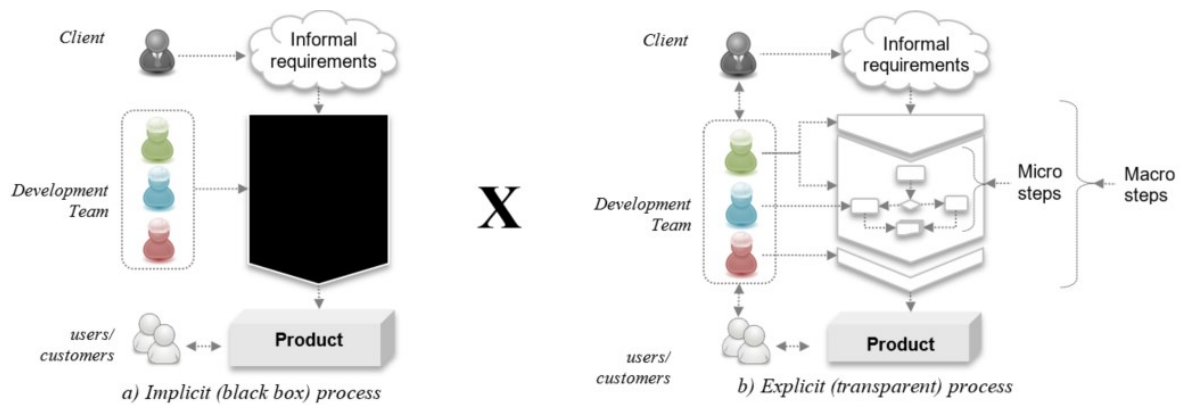 Client
Informal
requirements
Development
Team
users/
customers
Product
a) Implicit (black box) process
X
Client
Informal
requirements
Development
Team
Micro
steps
Macro
steps
users/
customers
Product
b) Explicit (transparent) process